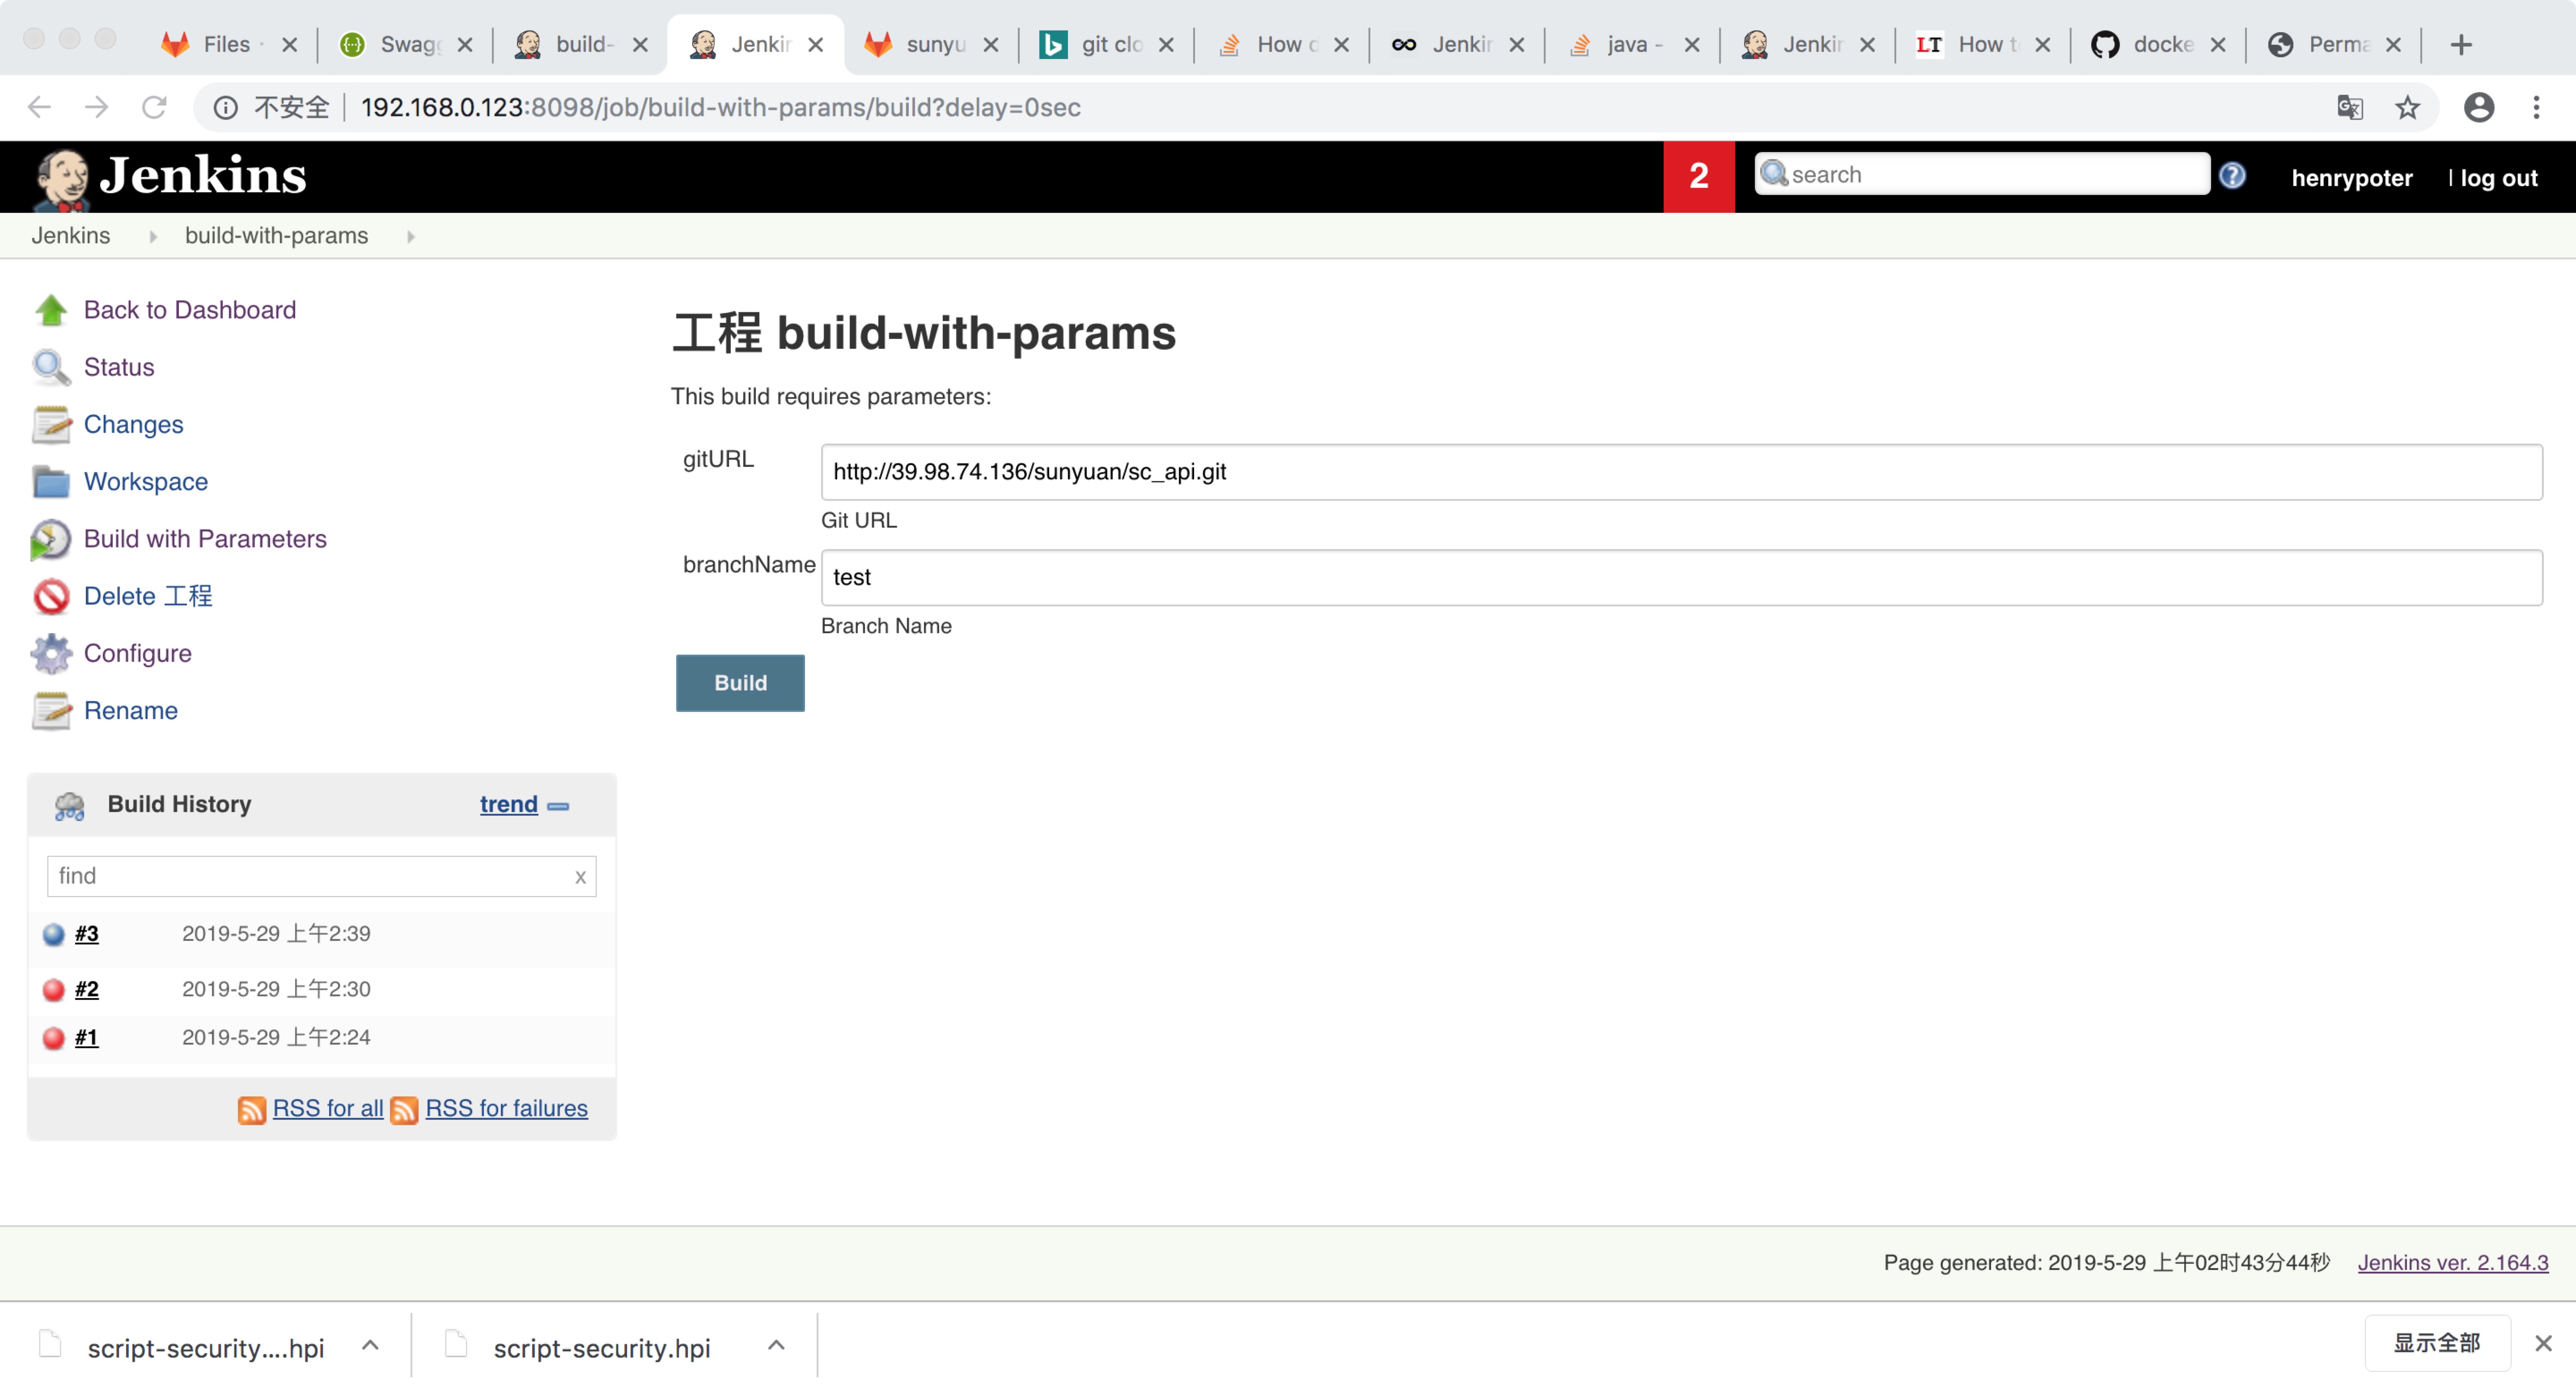 Files
Swag
build-
Jenkin
sunyu
git clo
How
Jenkin
java -
Jenkin
LT How t
docke
Perma
不安全 192.168.0.123:8098/job/build-with-params/build?delay=0sec
Jenkins
2
search
henrypoter
| log out
Jenkins
build-with-params
Back to Dashboard
Status
Changes
Workspace
Build with Parameters
Delete 工程
Configure
Rename
工程 build-with-params
This build requires parameters:
gitURL
http://39.98.74.136/sunyuan/sc_api.git
Git URL
branchName
test
Branch Name
Build
Build History
trend
find
x
#3 2019-5-29 上午2:39
#2 2019-5-29 上午2:30
#1 2019-5-29 上午2:24
RSS for all RSS for failures
Page generated: 2019-5-29 上午02时43分44秒 Jenkins ver. 2.164.3
script-security....hpi
script-security.hpi
显示全部